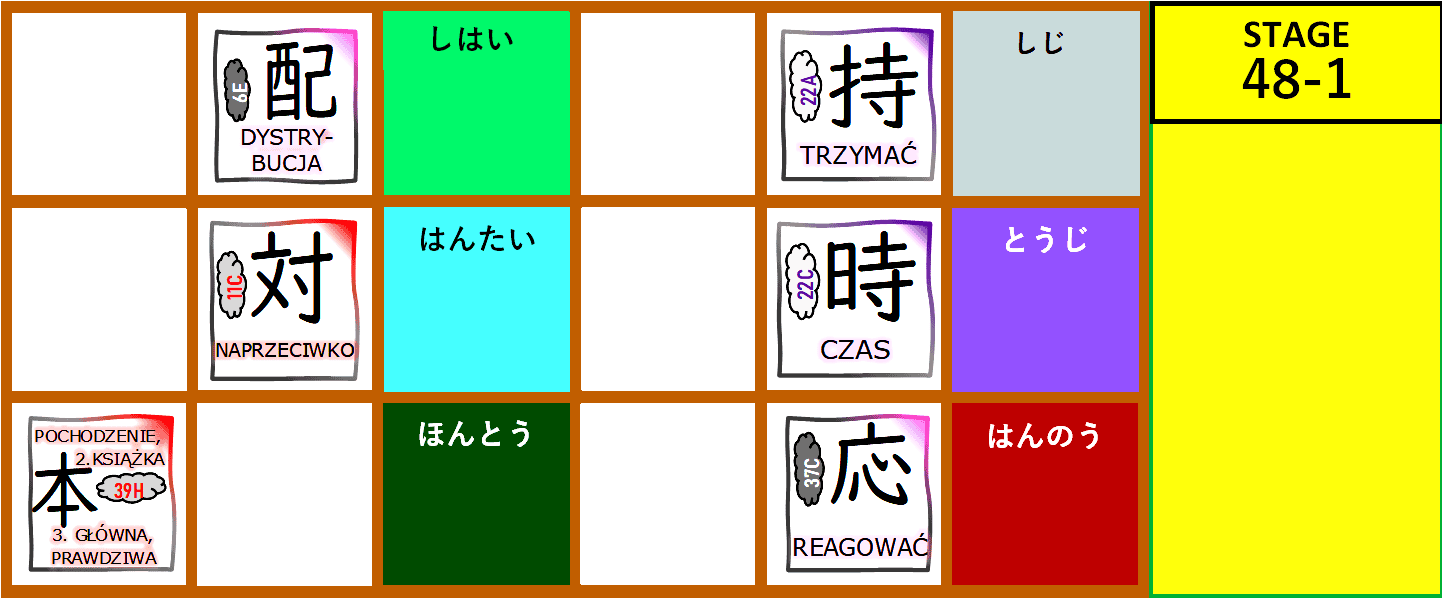 6E
配
DYSTRY-
BUCJA
しはい
22A
持
TRZYMAĆ
しじ
STAGE
48-1
11C
対
NAPRZECIWKO
はんたい
22C
時
CZAS
とうじ
POCHODZENIE,
2.KSIĄŻKA
本
39H
3. GŁÓWNA,
PRAWDZIWA
ほんとう
37C
応
REAGOWAĆ
はんのう